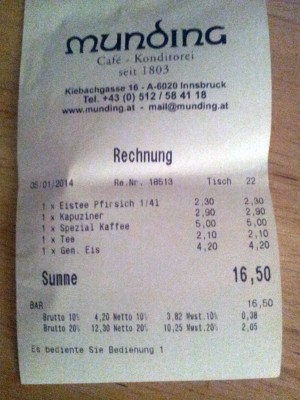 munding
Café - Konditorei
seit 1803
Kiebachgasse 16 - A-6020 Innsbruck
Tel. +43 (0) 512 / 58 41 18
www.munding.at - mail@munding.at
Rechnung
06/01/2014 Re.Nr. 18513 Tisch 22
1 x Eistee Pfirsich 1/4l 2,30 2,30
1 x Kapuziner 2,90 2,90
1 x Spezial Kaffee 5,00 5,00
1 x Tee 2,10 2,10
1 x Gem. Eis 4,20 4,20
Summe 16,50
BAR 16,50
Brutto 10% 4,20 Netto 10% 3,82 Mwst.10% 0,38
Brutto 20% 12,30 Netto 20% 10,25 Mwst.20% 2,05
Es bediente Sie Bedienung 1